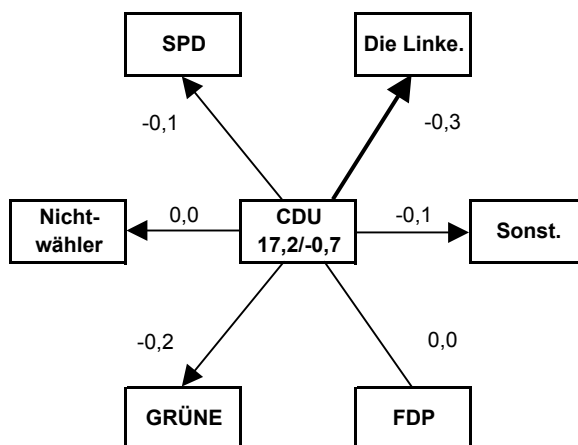 SPD
Die Linke.
-0,1
-0,3
Nicht-
wähler
0,0
CDU
17,2/-0,7
-0,1
Sonst.
-0,2
0,0
GRÜNE
FDP